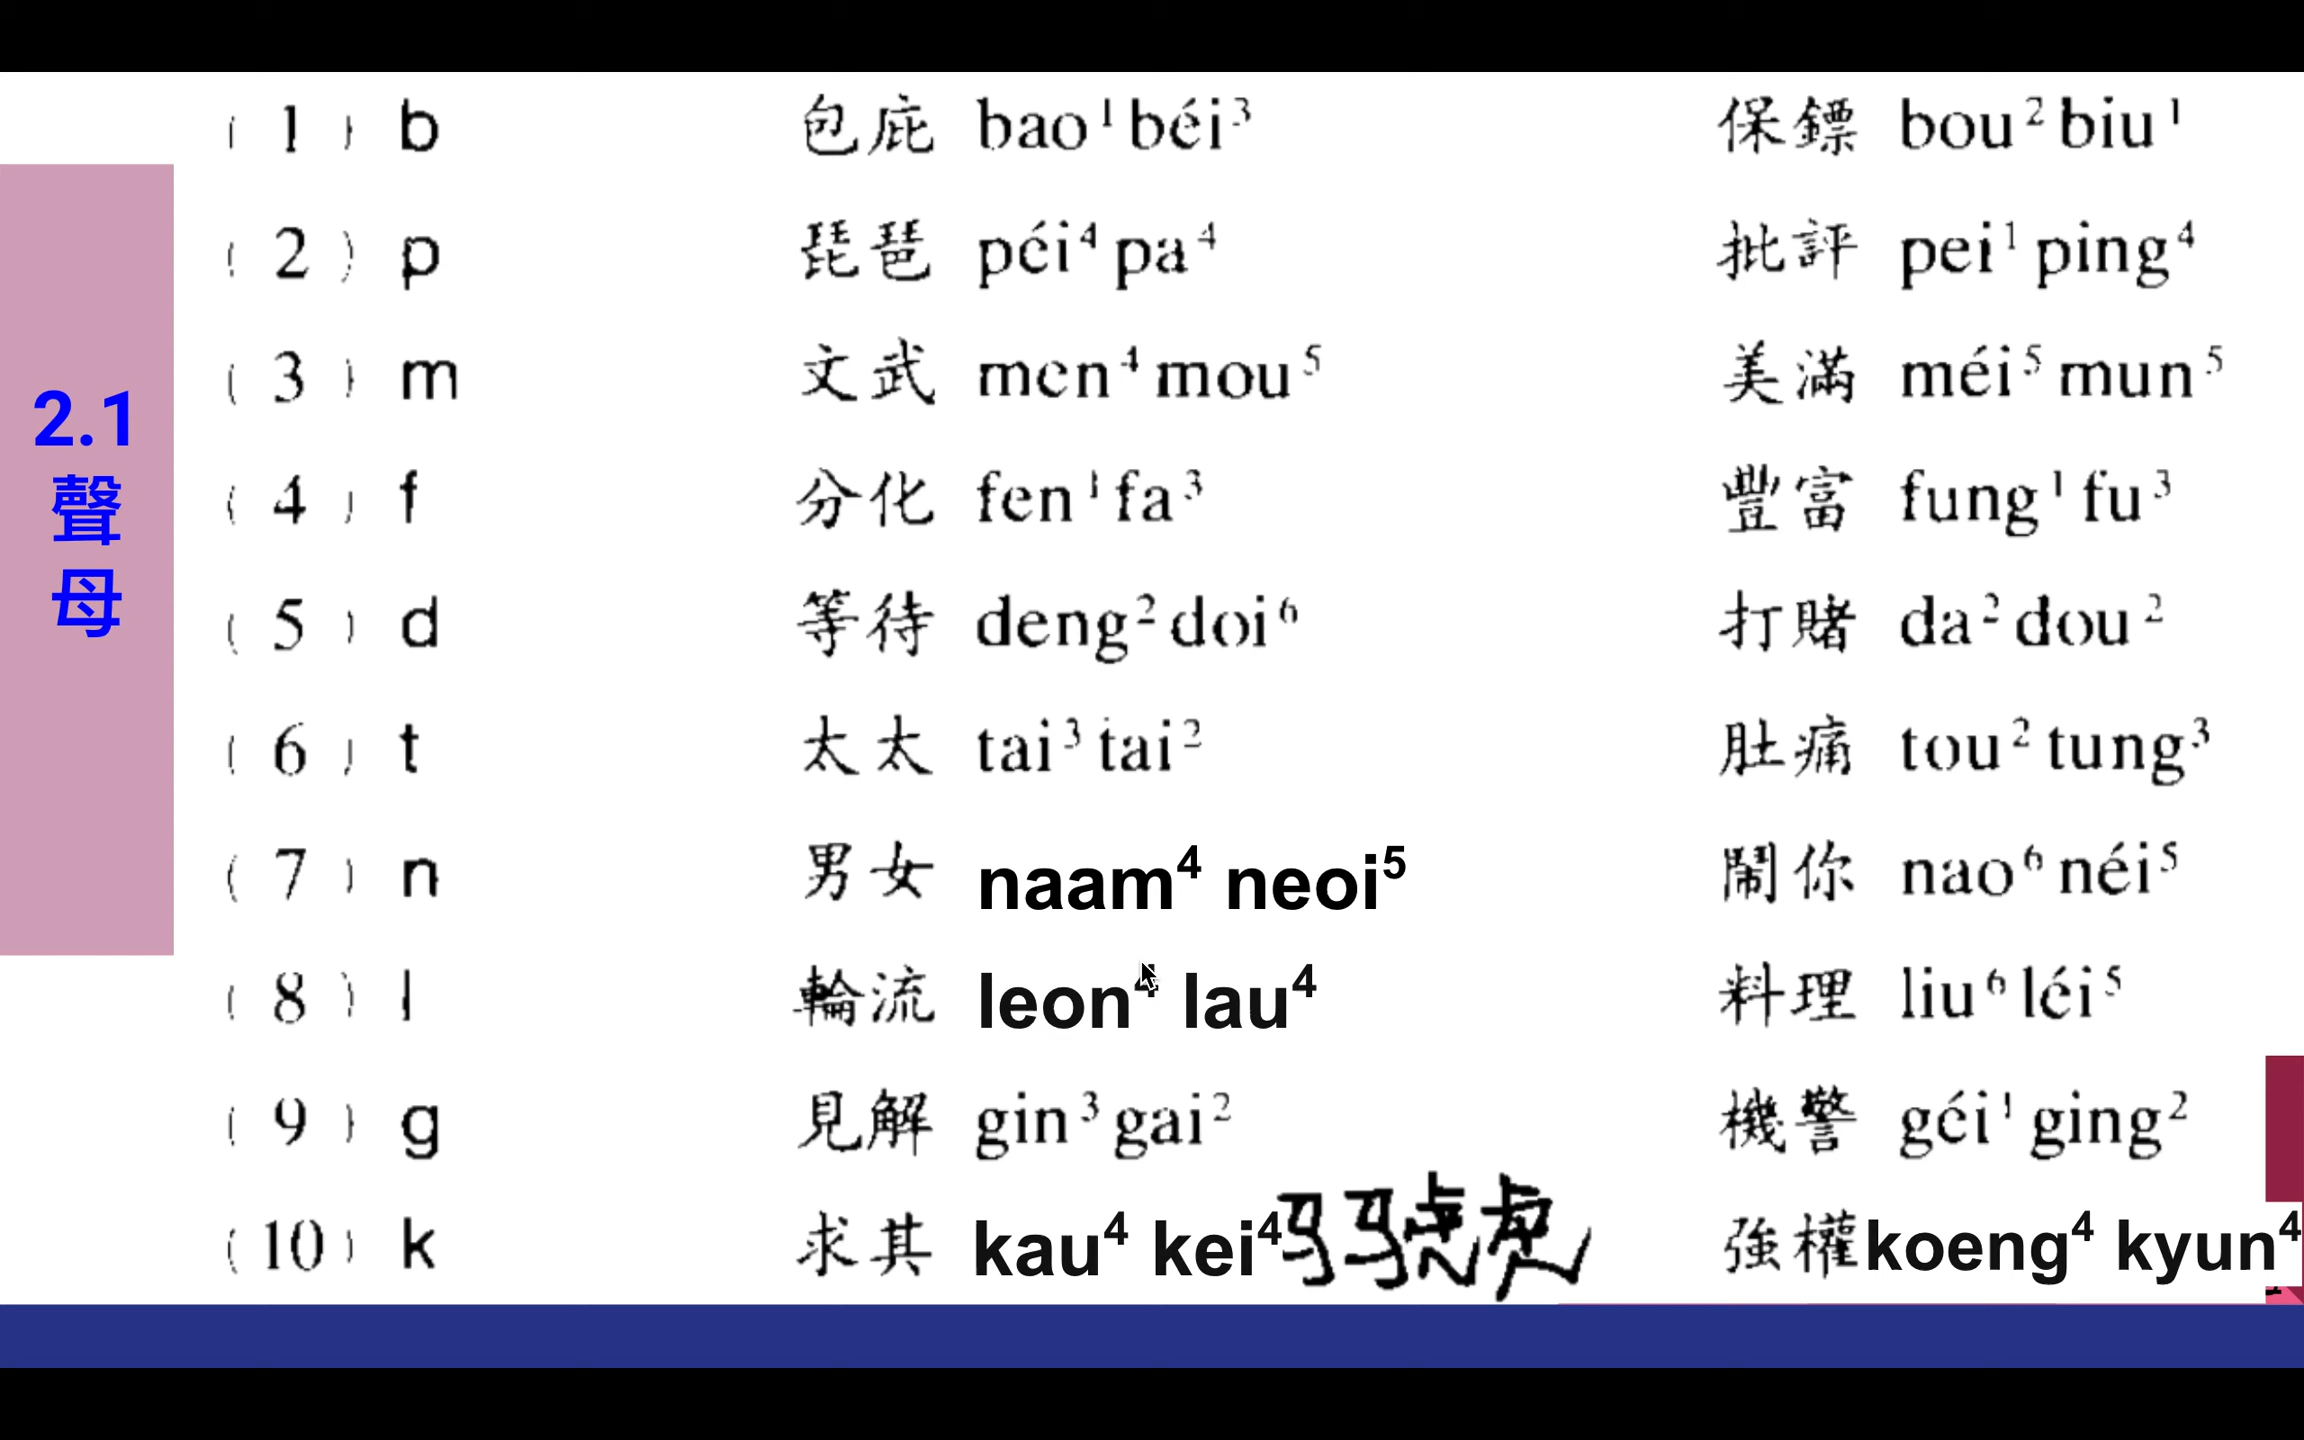 2.1
聲
母
(1) b 包庇 bao¹ béi³ 保鏢 bou² biu¹
(2) p 琵琶 péi⁴ pa⁴ 批評 pei¹ ping⁴
(3) m 文武 men⁴ mou⁵ 美滿 méi⁵ mun⁵
(4) f 分化 fen¹ fa³ 豐富 fung¹ fu³
(5) d 等待 deng² doi⁶ 打賭 da² dou²
(6) t 太太 tai³ tai² 肚痛 tou² tung³
(7) n 男女 naam⁴ neoi⁵ 鬧你 nao⁶ néi⁵
(8) l 輪流 leon⁴ lau⁴ 料理 liu⁶ léi⁵
(9) g 見解 gin³ gai² 機警 géi¹ ging²
(10) k 求其 kau⁴ kei⁴ 強權 koeng⁴ kyun⁴